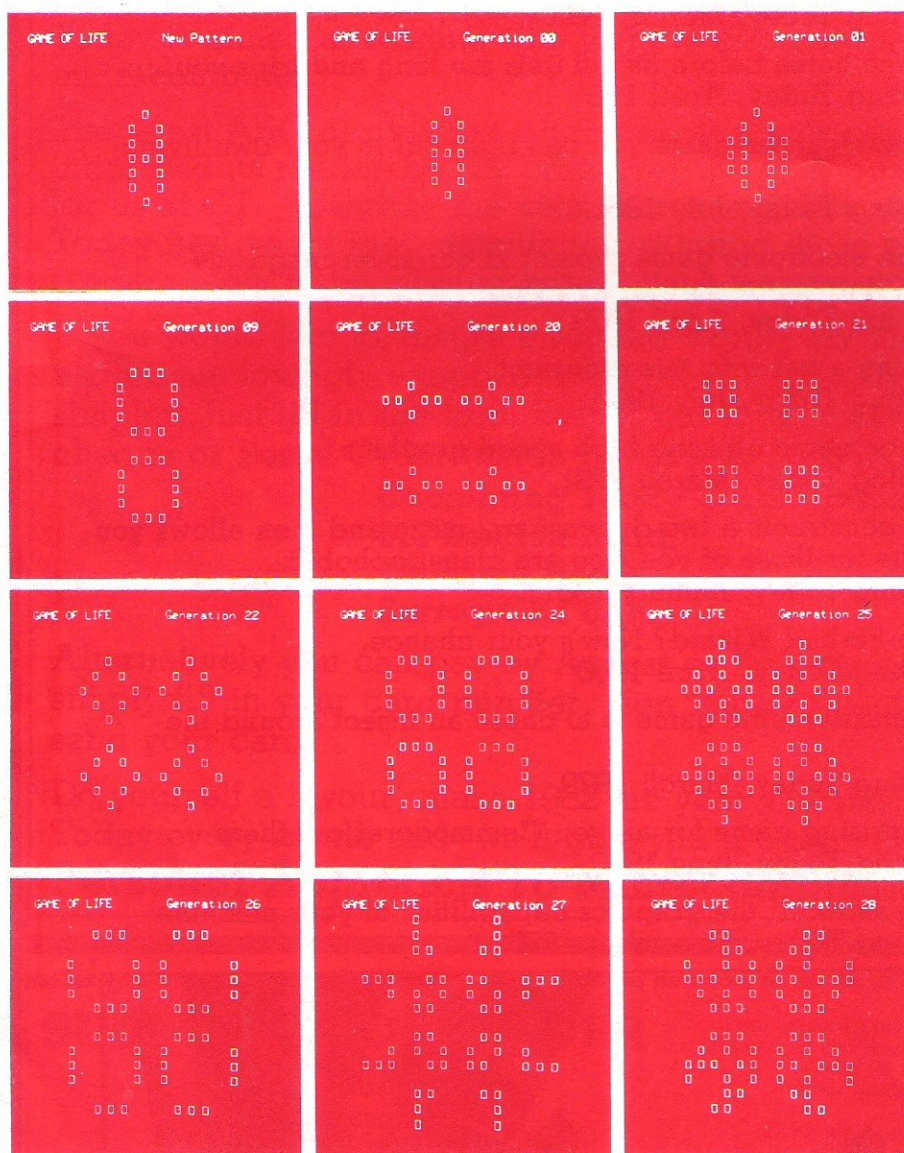 GAME OF LIFE New Pattern
GAME OF LIFE Generation 00
GAME OF LIFE Generation 01
GAME OF LIFE Generation 09
GAME OF LIFE Generation 20
GAME OF LIFE Generation 21
GAME OF LIFE Generation 22
GAME OF LIFE Generation 24
GAME OF LIFE Generation 25
GAME OF LIFE Generation 26
GAME OF LIFE Generation 27
GAME OF LIFE Generation 28